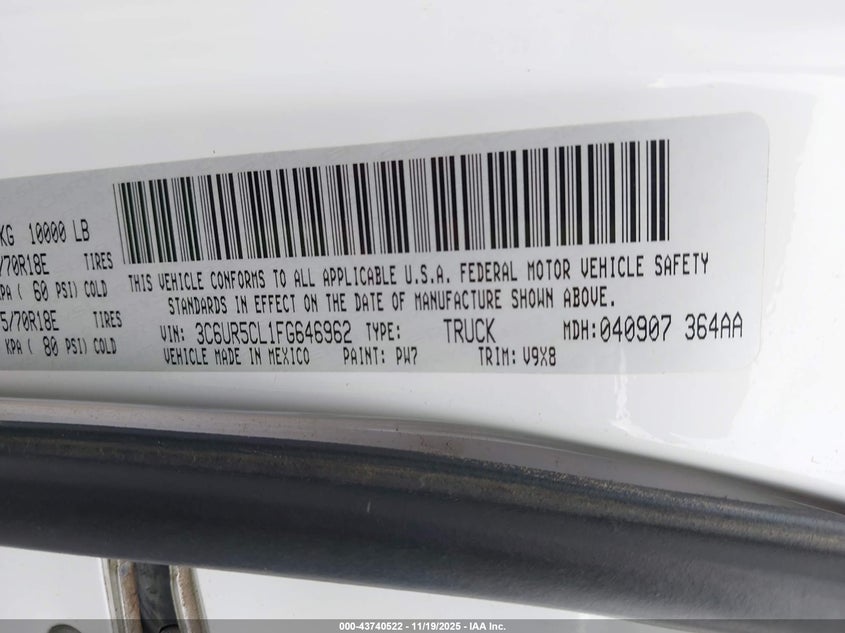 KG 10000 LB
/70R18E TIRES
KPA ( 60 PSI) COLD
5/70R18E TIRES
KPA ( 80 PSI) COLD
THIS VEHICLE CONFORMS TO ALL APPLICABLE U.S.A. FEDERAL MOTOR VEHICLE SAFETY
STANDARDS IN EFFECT ON THE DATE OF MANUFACTURE SHOWN ABOVE.
VIN: 3C6UR5CL1FG646962 TYPE: TRUCK MDH:040907 364AA
VEHICLE MADE IN MEXICO PAINT: PW7 TRIM: V9X8
000-43740522 - 11/19/2025 - IAA Inc.